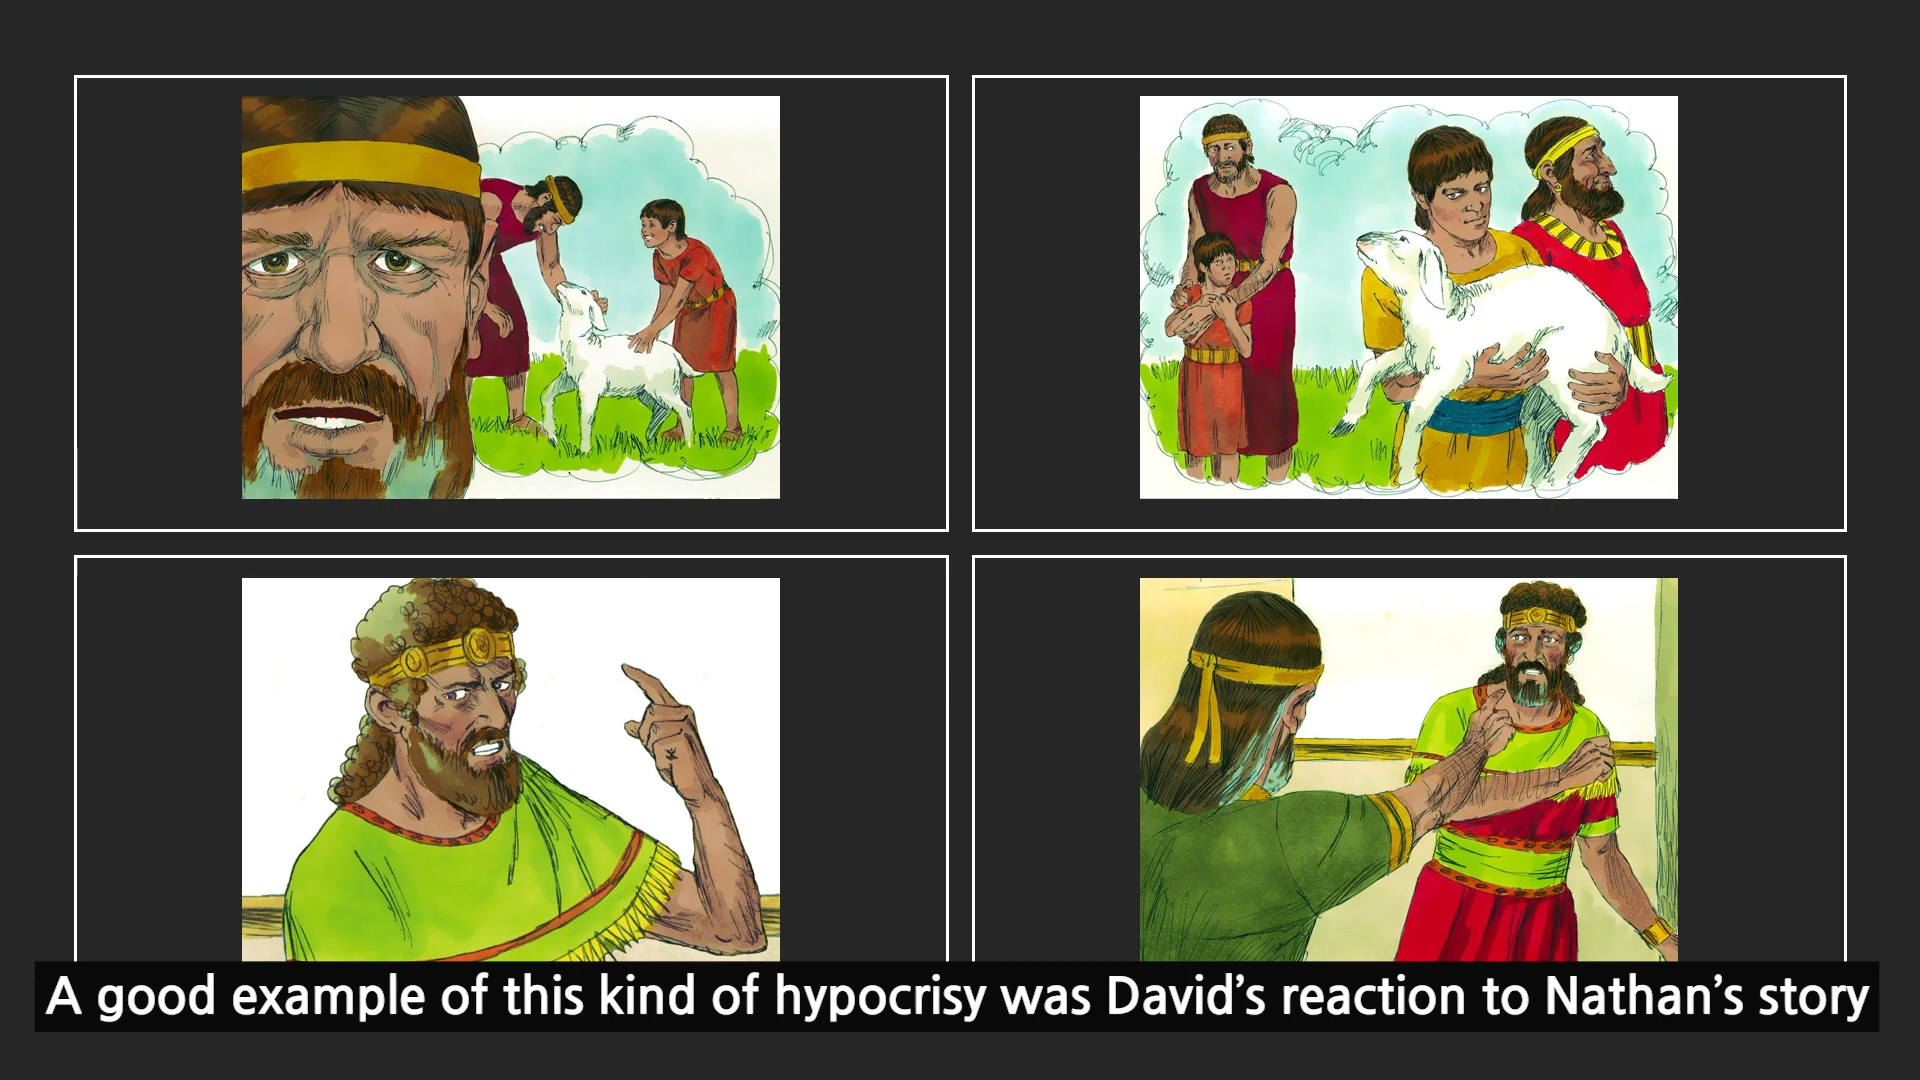 A good example of this kind of hypocrisy was David’s reaction to Nathan’s story